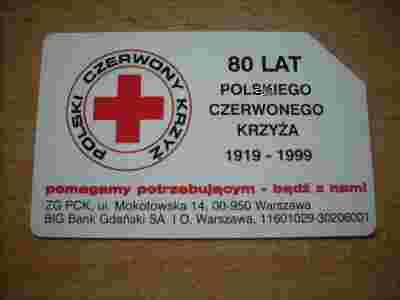 POLSKI CZERWONY KRZYŻ
80 LAT
POLSKIEGO
CZERWONEGO
KRZYŻA
1919 - 1999
pomagamy potrzebującym - bądź z nami
ZG PCK, ul. Mokotowska 14, 00-950 Warszawa
BIG Bank Gdański SA I O. Warszawa, 11601029-30206001